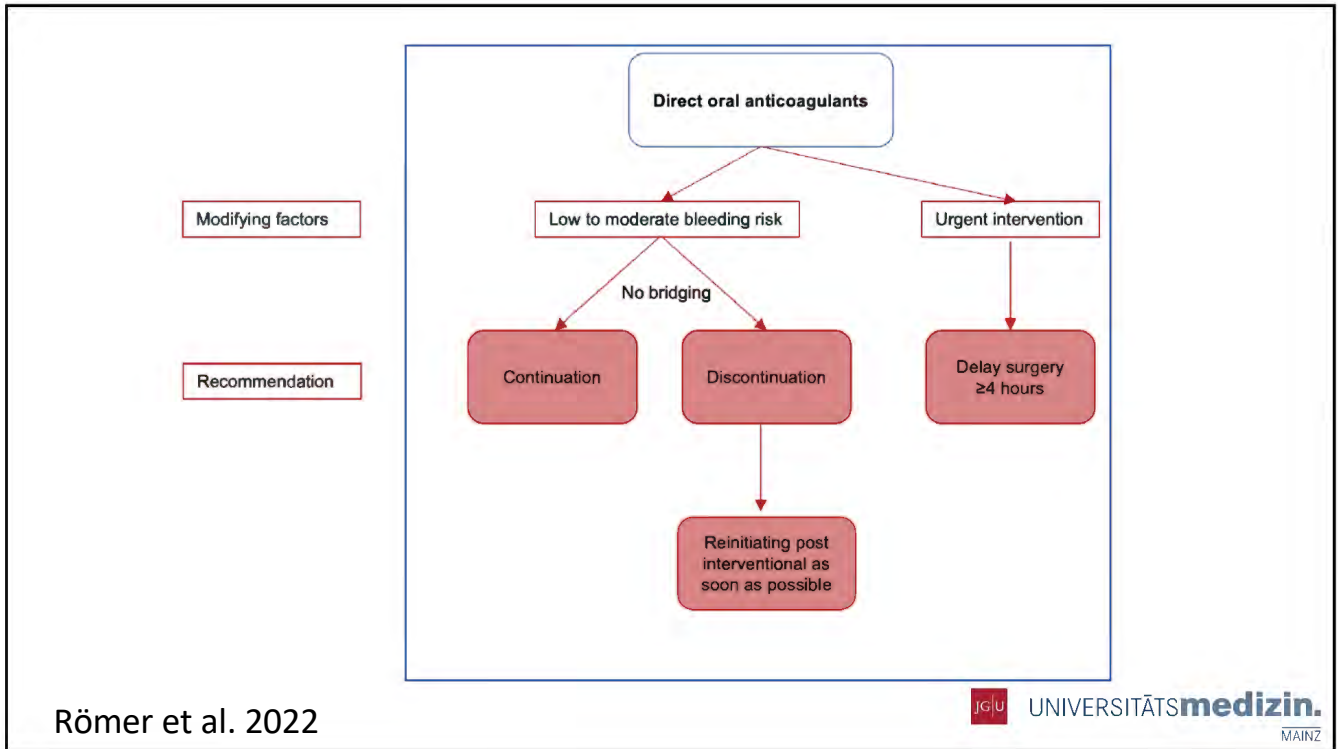 Direct oral anticoagulants
Modifying factors
Low to moderate bleeding risk
Urgent intervention
No bridging
Recommendation
Continuation
Discontinuation
Delay surgery
≥4 hours
Reinitiating post
interventional as
soon as possible
Römer et al. 2022
JG|U UNIVERSITÄTSmedizin.
MAINZ